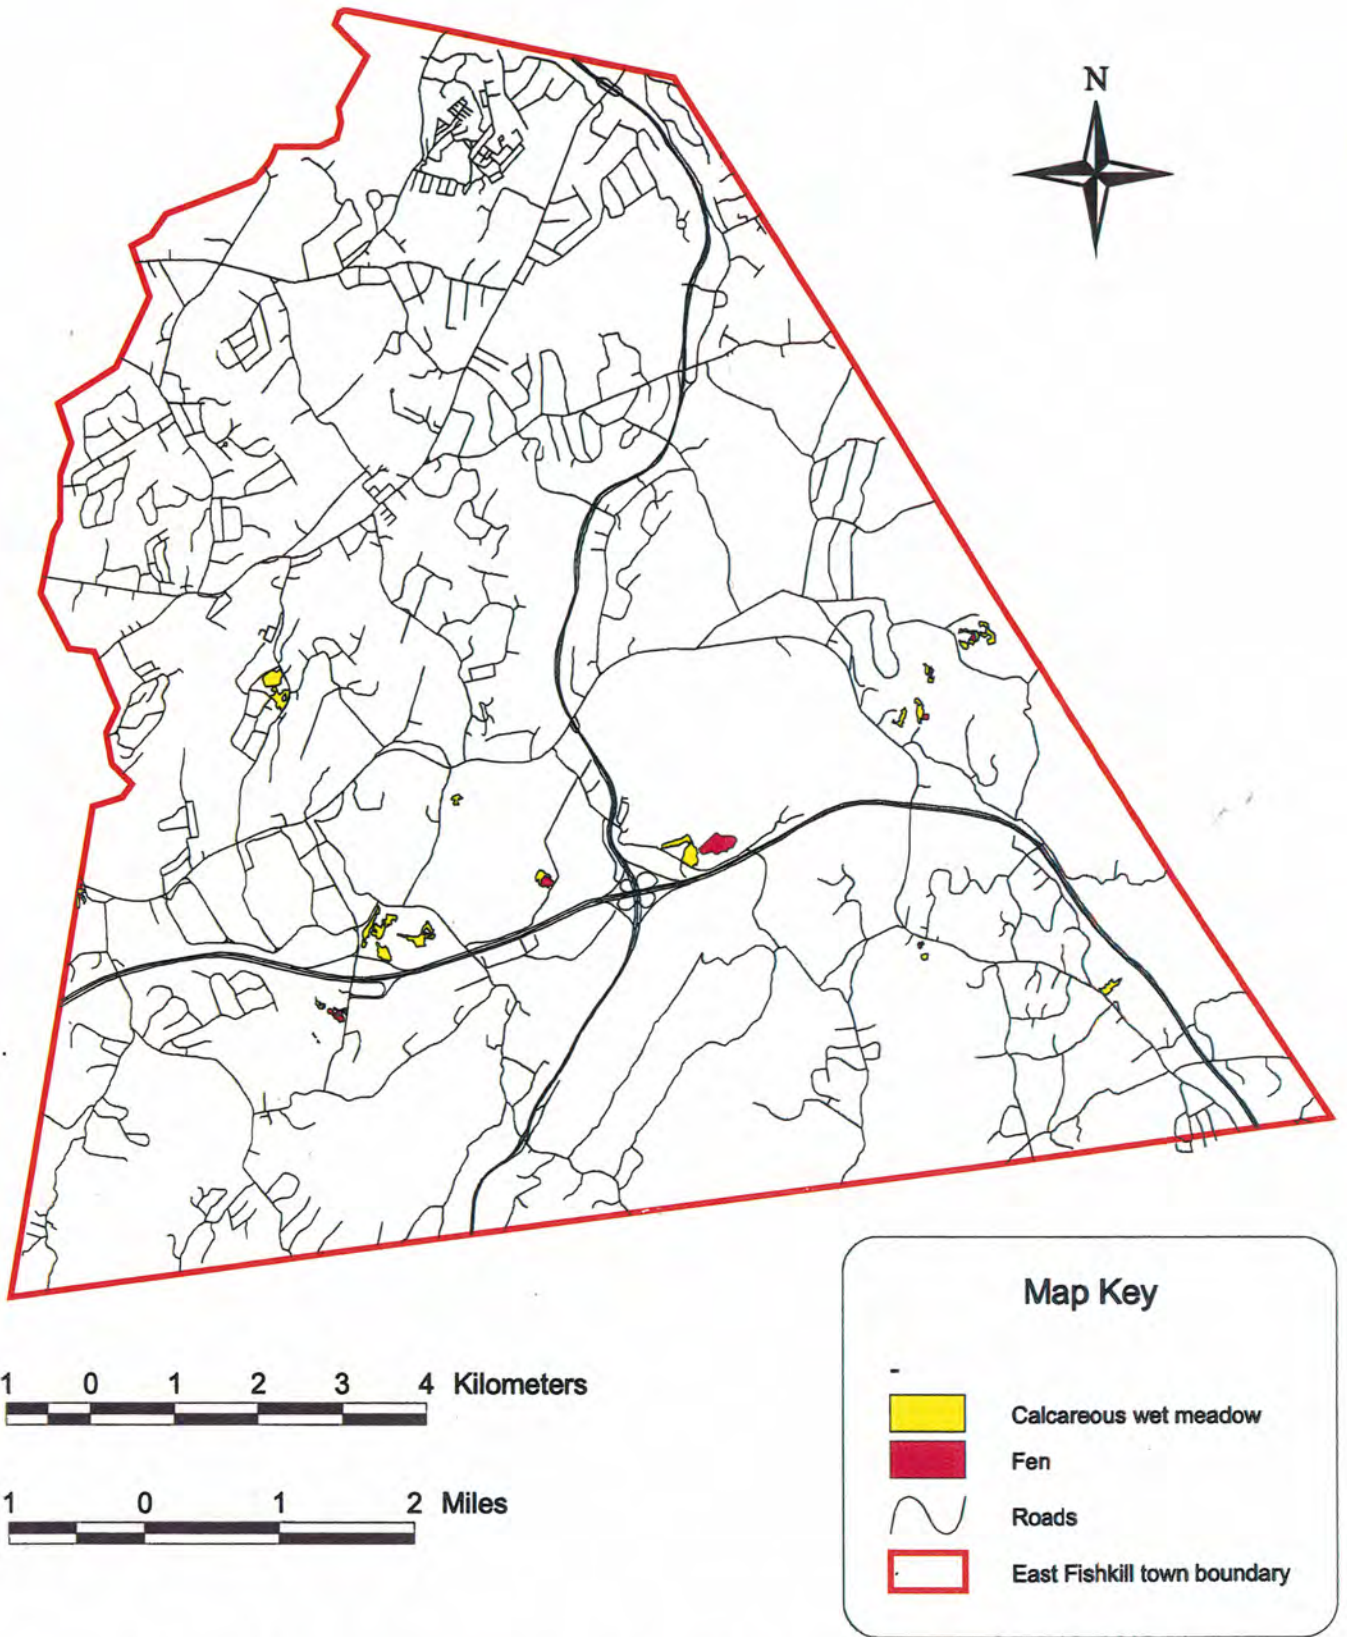 N
1 0 1 2 3 4 Kilometers
1 0 1 2 Miles
Map Key
-
Calcareous wet meadow
Fen
Roads
East Fishkill town boundary